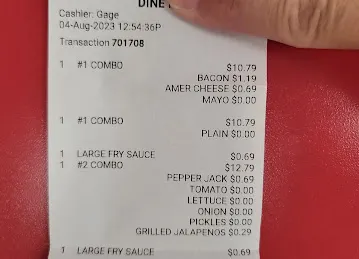 DINE
Cashier: Gage
04-Aug-2023 12:54:36P
Transaction 701708
1 #1 COMBO $10.79
BACON $1.19
AMER CHEESE $0.69
MAYO $0.00
1 #1 COMBO $10.79
PLAIN $0.00
1 LARGE FRY SAUCE $0.69
1 #2 COMBO $12.79
PEPPER JACK $0.69
TOMATO $0.00
LETTUCE $0.00
ONION $0.00
PICKLES $0.00
GRILLED JALAPENOS $0.29
1 LARGE FRY SAUCE $0.69